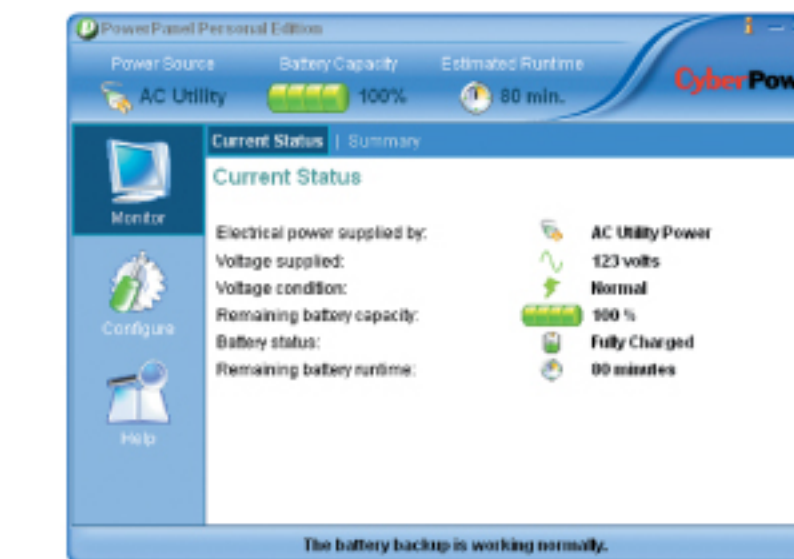 PowerPanel Personal Edition
Power Source Battery Capacity Estimated Runtime
AC Utility 100% 80 min.
CyberPow
Current Status | Summary
Current Status
Monitor
Electrical power supplied by: AC Utility Power
Voltage supplied: 123 volts
Voltage condition: Normal
Remaining battery capacity: 100 %
Configure
Battery status: Fully Charged
Remaining battery runtime: 80 minutes
Help
The battery backup is working normally.